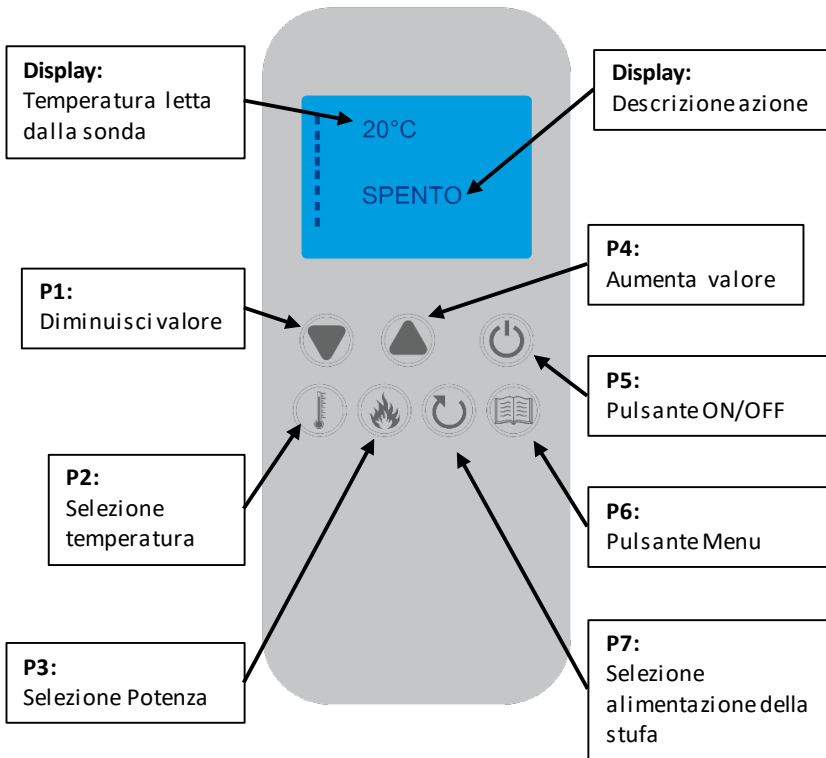 Display:
Temperatura letta
dalla sonda
Display:
Descrizione azione
20°C
SPENTO
P1:
Diminuisci valore
P4:
Aumenta valore
P5:
Pulsante ON/OFF
P2:
Selezione
temperatura
P6:
Pulsante Menu
P3:
Selezione Potenza
P7:
Selezione
alimentazione della
stufa